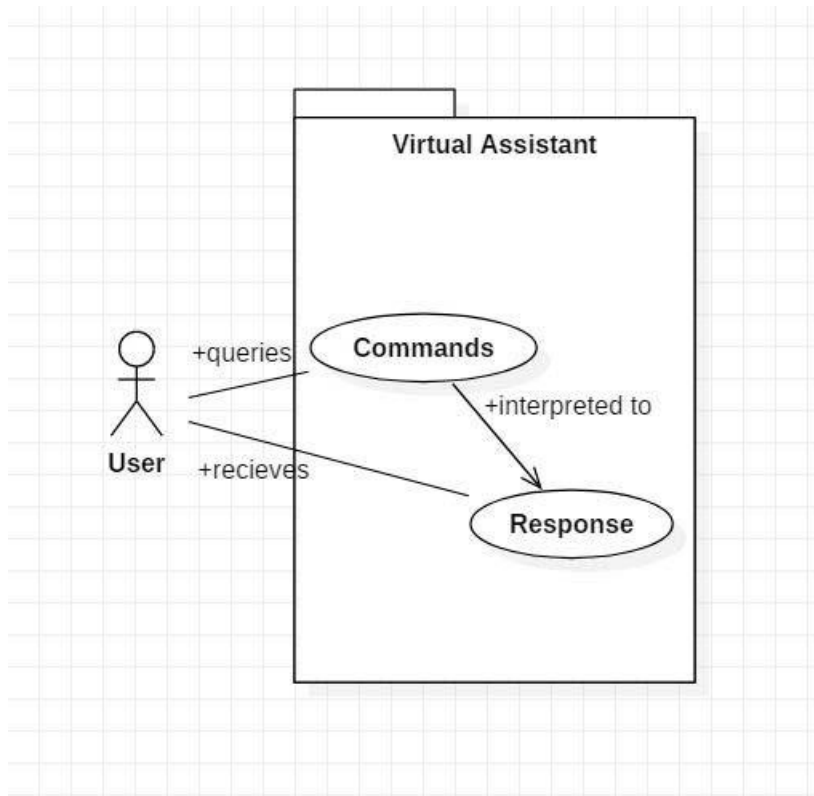 Virtual Assistant
+queries
Commands
+interpreted to
User
+recieves
Response